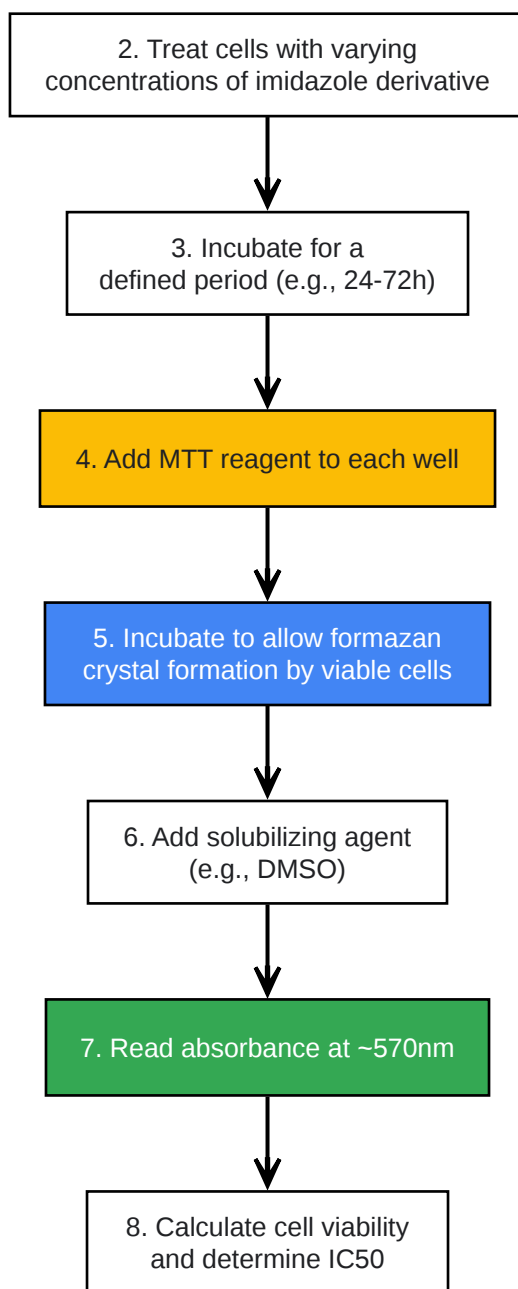 2. Treat cells with varying
concentrations of imidazole derivative
3. Incubate for a
defined period (e.g., 24-72h)
4. Add MTT reagent to each well
5. Incubate to allow formazan
crystal formation by viable cells
6. Add solubilizing agent
(e.g., DMSO)
7. Read absorbance at ~570nm
8. Calculate cell viability
and determine IC50